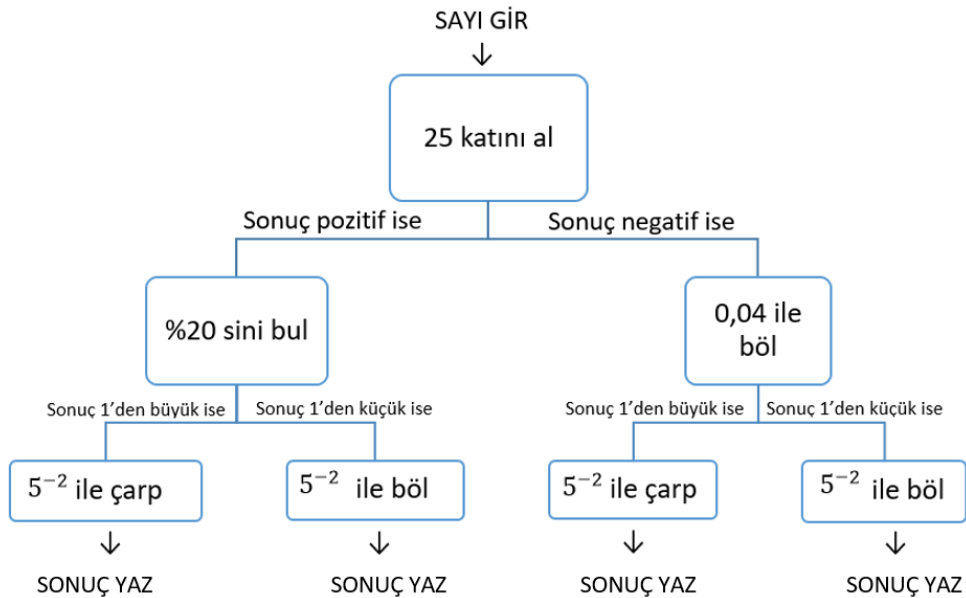 SAYI GİR
25 katını al
Sonuç pozitif ise
Sonuç negatif ise
%20 sini bul
0,04 ile
böl
Sonuç 1'den büyük ise
Sonuç 1'den küçük ise
Sonuç 1'den büyük ise
Sonuç 1'den küçük ise
5⁻² ile çarp
5⁻² ile böl
5⁻² ile çarp
5⁻² ile böl
SONUÇ YAZ
SONUÇ YAZ
SONUÇ YAZ
SONUÇ YAZ